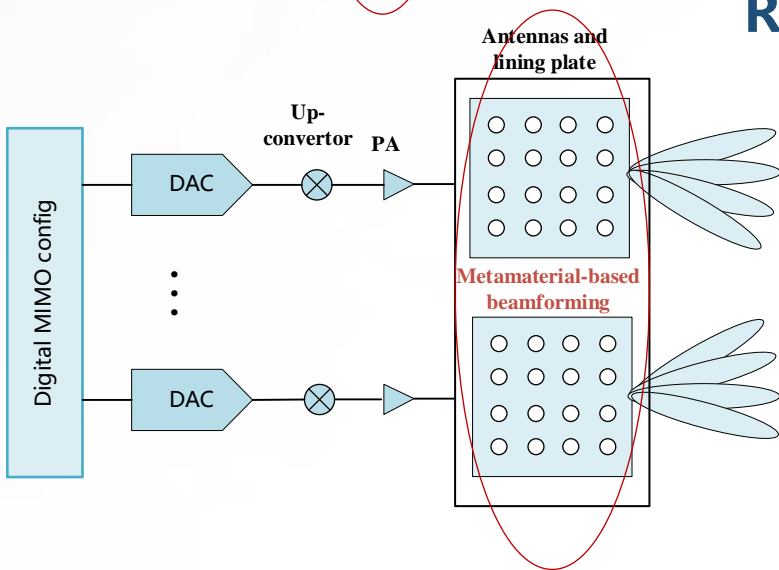 R
Antennas and
lining plate
Up-
convertor
PA
DAC
Digital MIMO config
Metamaterial-based
beamforming
DAC